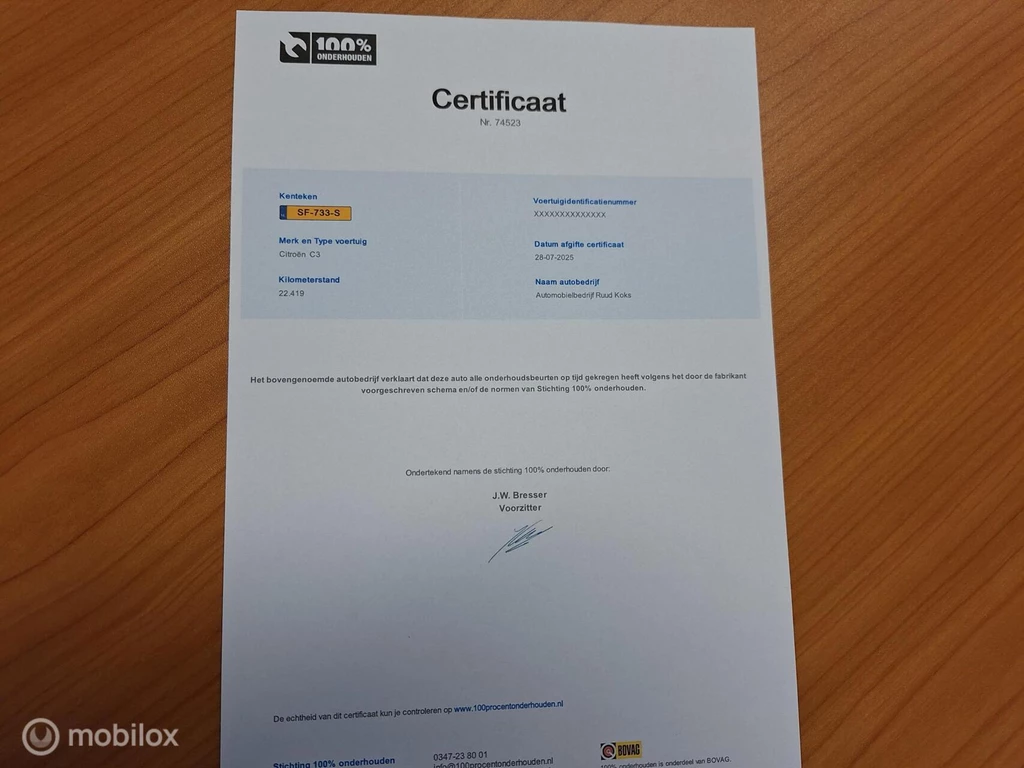 100%
ONDERHOUDEN
Certificaat
Nr. 74523
Kenteken
NL SF-733-S
Merk en Type voertuig
Citroën C3
Kilometerstand
22.419
Voertuigidentificatienummer
XXXXXXXXXXXXXX
Datum afgifte certificaat
28-07-2025
Naam autobedrijf
Automobielbedrijf Ruud Koks
Het bovengenoemde autobedrijf verklaart dat deze auto alle onderhoudsbeurten op tijd gekregen heeft volgens het door de fabrikant
voorgeschreven schema en/of de normen van Stichting 100% onderhouden.
Ondertekend namens de stichting 100% onderhouden door:
J.W. Bresser
Voorzitter
De echtheid van dit certificaat kun je controleren op www.100procentonderhouden.nl
Stichting 100% onderhouden
0347-23 80 01
info@100procentonderhouden.nl
BOVAG
100% onderhouden is onderdeel van BOVAG.
mobilox